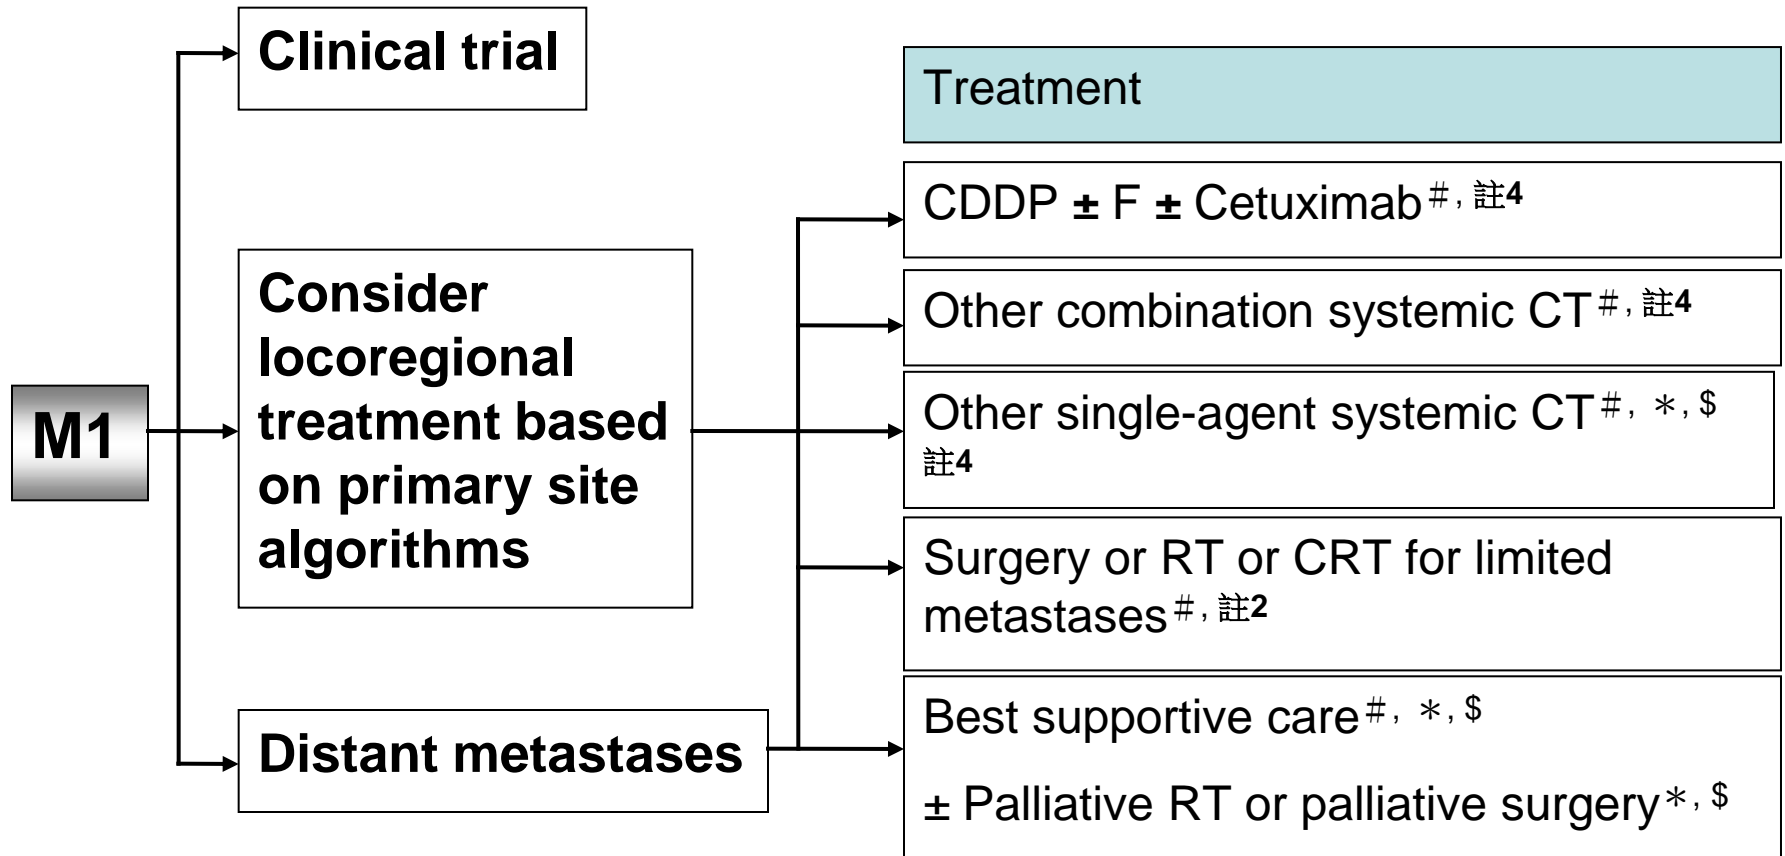 Clinical trial
Treatment
CDDP ± F ± Cetuximab#, 註4
Consider
locoregional
treatment based
on primary site
algorithms
Other combination systemic CT#, 註4
M1
Other single-agent systemic CT#, *, $
註4
Surgery or RT or CRT for limited
metastases#, 註2
Distant metastases
Best supportive care#, *, $
± Palliative RT or palliative surgery*, $